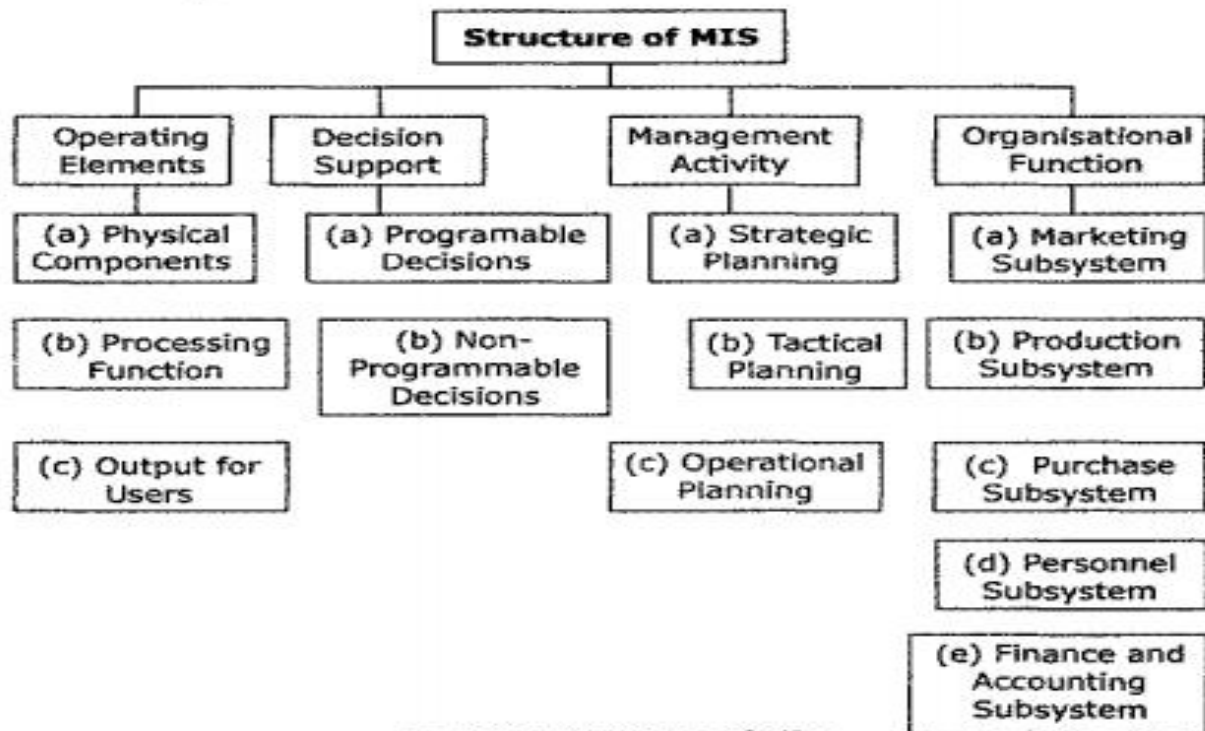 Structure of MIS
Operating
Elements
Decision
Support
Management
Activity
Organisational
Function
(a) Physical
Components
(a) Programable
Decisions
(a) Strategic
Planning
(a) Marketing
Subsystem
(b) Processing
Function
(b) Non-
Programmable
Decisions
(b) Tactical
Planning
(b) Production
Subsystem
(c) Output for
Users
(c) Operational
Planning
(c) Purchase
Subsystem
(d) Personnel
Subsystem
(e) Finance and
Accounting
Subsystem